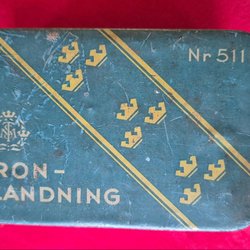 Nr 511
RON-
LANDNING